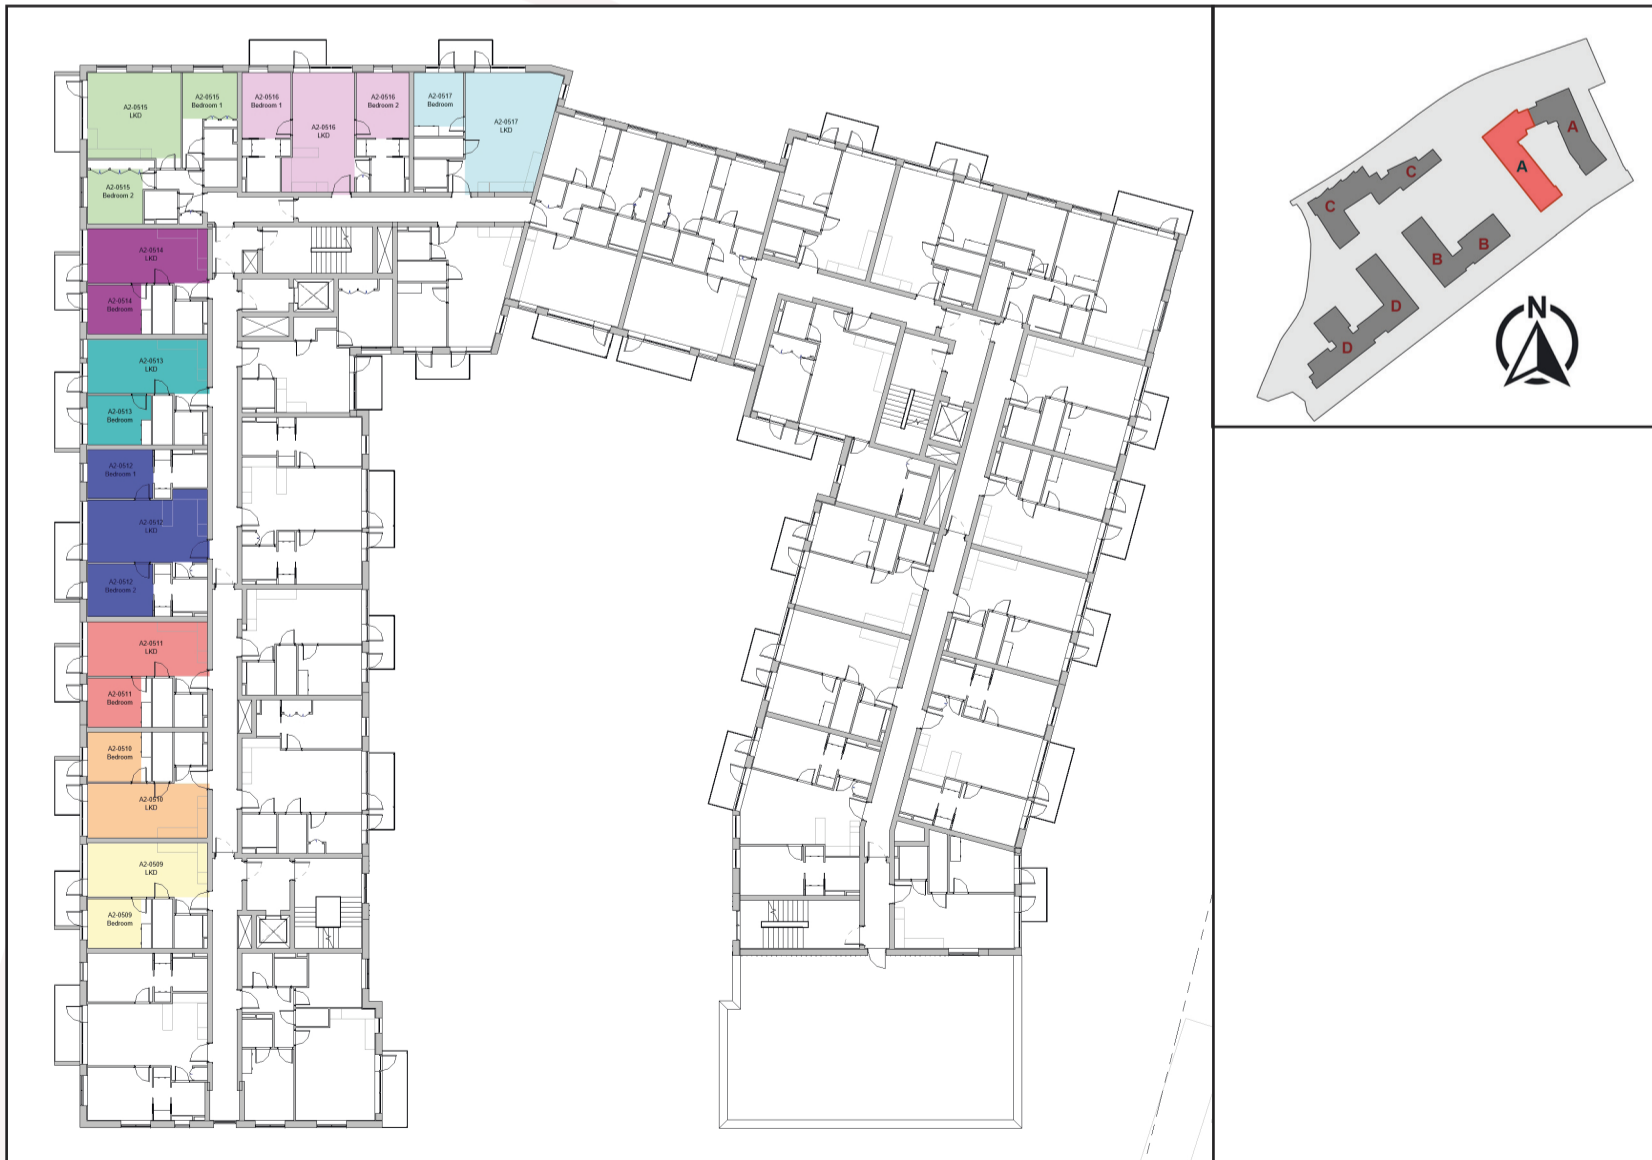 A2-0515
LKD
A2-0515
Bedroom 1
A2-0516
Bedroom 1
A2-0516
LKD
A2-0516
Bedroom 2
A2-0517
Bedroom
A2-0517
LKD
A2-0515
Bedroom 2
A2-0514
LKD
A2-0514
Bedroom
A2-0513
LKD
A2-0513
Bedroom
A2-0512
Bedroom 1
A2-0512
LKD
A2-0512
Bedroom 2
A2-0511
LKD
A2-0511
Bedroom
A2-0510
Bedroom
A2-0510
LKD
A2-0509
LKD
A2-0509
Bedroom
A
A
C
C
B
B
D
D
N